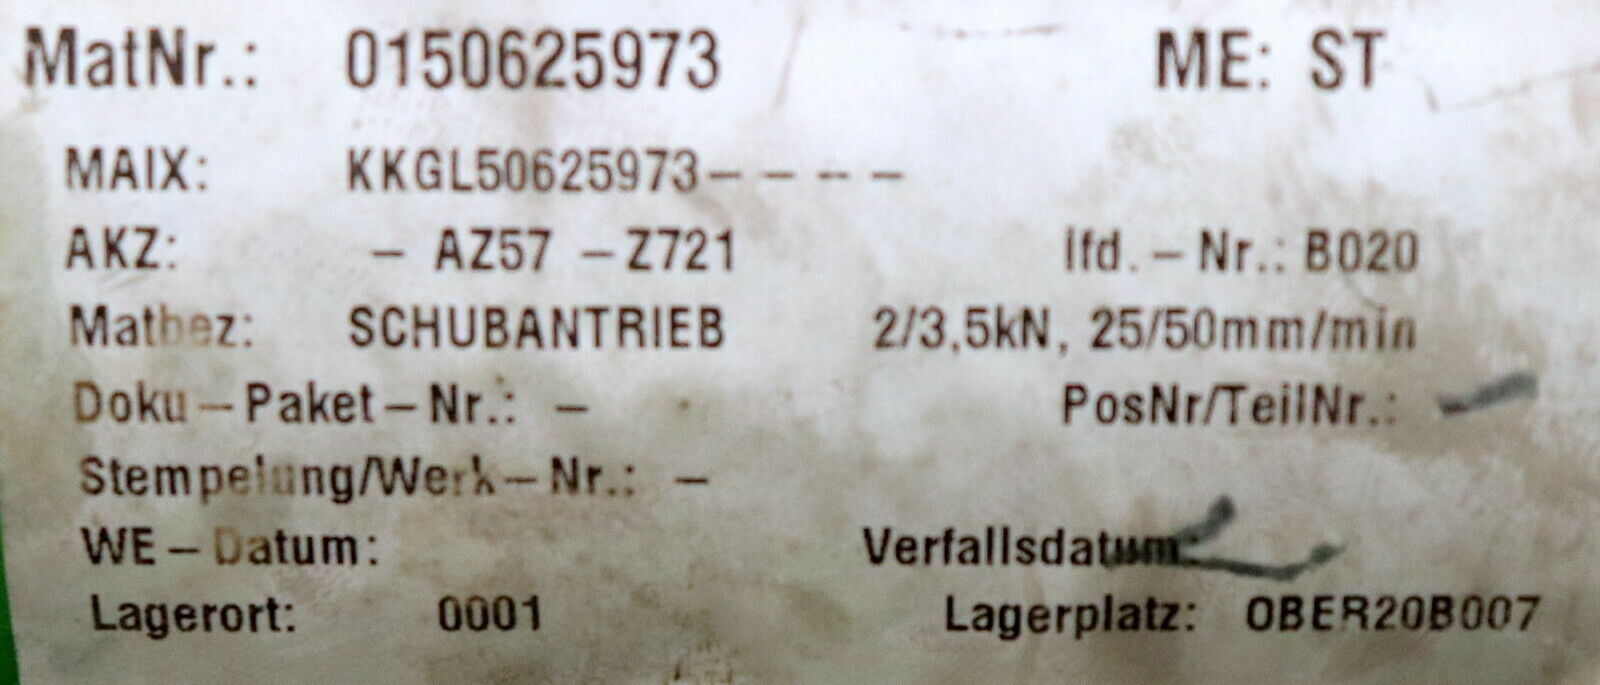 MatNr.: 0150625973 ME: ST
MAIX: KKGL50625973----
AKZ: - AZ57 -Z721 lfd.-Nr.: B020
Matbez: SCHUBANTRIEB 2/3,5kN, 25/50mm/min
Doku-Paket-Nr.: - PosNr/TeilNr.: -
Stempelung/Werk-Nr.: -
WE-Datum: Verfallsdatum
Lagerort: 0001 Lagerplatz: OBER20B007